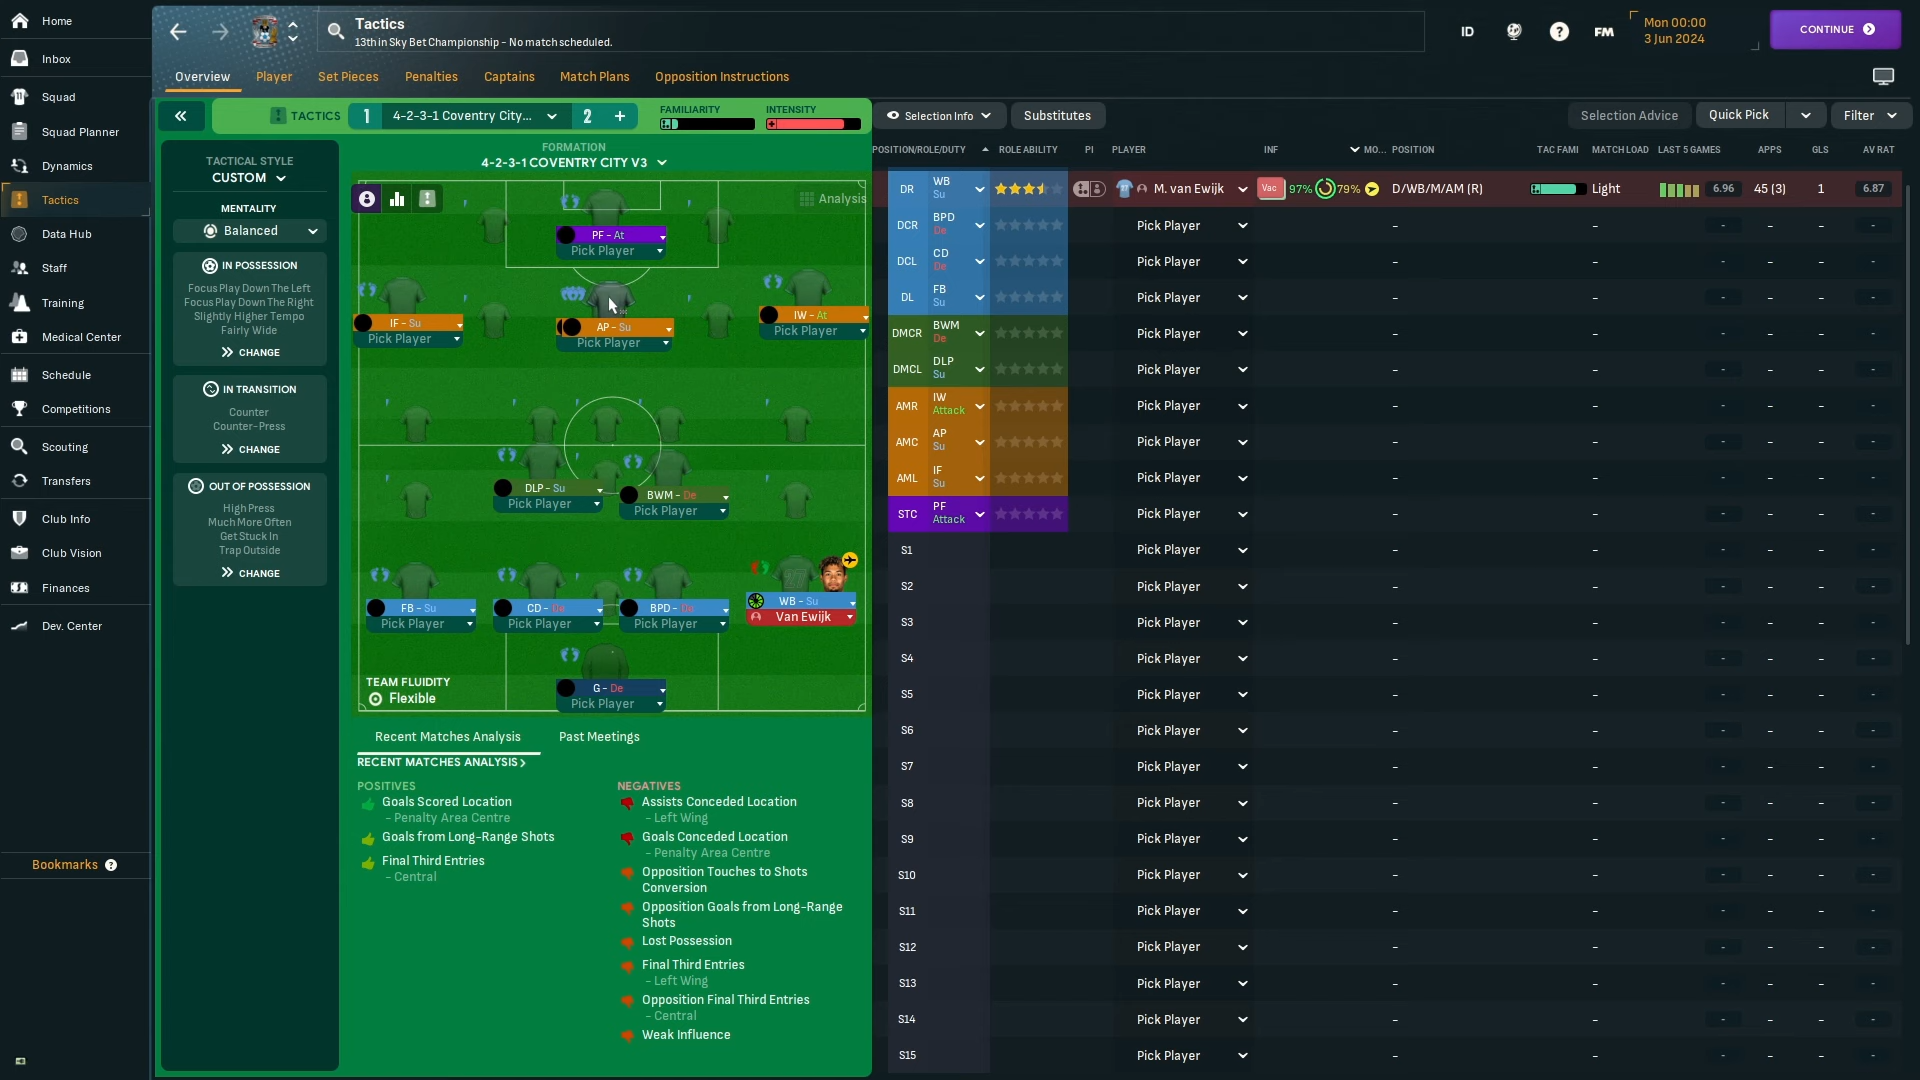 Home
Inbox
Squad
Squad Planner
Dynamics
Tactics
Data Hub
Staff
Training
Medical Center
Schedule
Competitions
Scouting
Transfers
Club Info
Club Vision
Finances
Dev. Center
Bookmarks ?
Tactics
13th in Sky Bet Championship - No match scheduled.
ID
?
FM
Mon 00:00
3 Jun 2024
CONTINUE
Overview
Player
Set Pieces
Penalties
Captains
Match Plans
Opposition Instructions
TACTICS
1
4-2-3-1 Coventry City...
2
+
FAMILIARITY
INTENSITY
TACTICAL STYLE
CUSTOM
MENTALITY
Balanced
IN POSSESSION
Focus Play Down The Left
Focus Play Down The Right
Slightly Higher Tempo
Fairly Wide
CHANGE
IN TRANSITION
Counter
Counter-Press
CHANGE
OUT OF POSSESSION
High Press
Much More Often
Get Stuck In
Trap Outside
CHANGE
FORMATION
4-2-3-1 COVENTRY CITY V3
Analysis
PF - At
Pick Player
IF - Su
Pick Player
AP - Su
Pick Player
IW - At
Pick Player
DLP - Su
Pick Player
BWM - De
Pick Player
FB - Su
Pick Player
CD - De
Pick Player
BPD - De
Pick Player
WB - Su
Van Ewijk
G - De
Pick Player
TEAM FLUIDITY
Flexible
Recent Matches Analysis
Past Meetings
RECENT MATCHES ANALYSIS >
POSITIVES
Goals Scored Location
- Penalty Area Centre
Goals from Long-Range Shots
Final Third Entries
- Central
NEGATIVES
Assists Conceded Location
- Left Wing
Goals Conceded Location
- Penalty Area Centre
Opposition Touches to Shots
Conversion
Opposition Goals from Long-Range
Shots
Lost Possession
Final Third Entries
- Left Wing
Opposition Final Third Entries
- Central
Weak Influence
Selection Info
Substitutes
Selection Advice
Quick Pick
Filter
POSITION/ROLE/DUTY ROLE ABILITY PI PLAYER INF MO... POSITION TAC FAMI MATCH LOAD LAST 5 GAMES APPS GLS AV RAT
DR WB Su M. van Ewijk Vac 97% 79% D/WB/M/AM (R) Light 6.96 45 (3) 1 6.87
DCR BPD De Pick Player - - - - - -
DCL CD De Pick Player - - - - - -
DL FB Su Pick Player - - - - - -
DMCR BWM De Pick Player - - - - - -
DMCL DLP Su Pick Player - - - - - -
AMR IW Attack Pick Player - - - - - -
AMC AP Su Pick Player - - - - - -
AML IF Su Pick Player - - - - - -
STC PF Attack Pick Player - - - - - -
S1 Pick Player - - - - - -
S2 Pick Player - - - - - -
S3 Pick Player - - - - - -
S4 Pick Player - - - - - -
S5 Pick Player - - - - - -
S6 Pick Player - - - - - -
S7 Pick Player - - - - - -
S8 Pick Player - - - - - -
S9 Pick Player - - - - - -
S10 Pick Player - - - - - -
S11 Pick Player - - - - - -
S12 Pick Player - - - - - -
S13 Pick Player - - - - - -
S14 Pick Player - - - - - -
S15 Pick Player - - - - - -